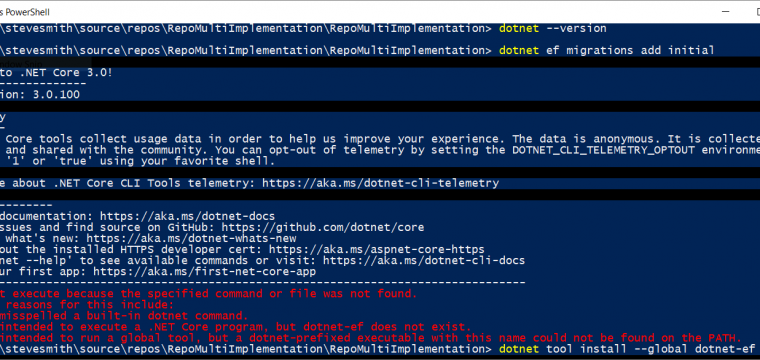 s PowerShell
\stevesmith\source\repos\RepoMultiImplementation\RepoMultiImplementation> dotnet --version
\stevesmith\source\repos\RepoMultiImplementation\RepoMultiImplementation> dotnet ef migrations add initial
to .NET Core 3.0!
-------------
ion: 3.0.100
y
-
Core tools collect usage data in order to help us improve your experience. The data is anonymous. It is collecte
and shared with the community. You can opt-out of telemetry by setting the DOTNET_CLI_TELEMETRY_OPTOUT environme
'1' or 'true' using your favorite shell.
e about .NET Core CLI Tools telemetry: https://aka.ms/dotnet-cli-telemetry
--------
documentation: https://aka.ms/dotnet-docs
ssues and find source on GitHub: https://github.com/dotnet/core
what's new: https://aka.ms/dotnet-whats-new
out the installed HTTPS developer cert: https://aka.ms/aspnet-core-https
net --help' to see available commands or visit: https://aka.ms/dotnet-cli-docs
ur first app: https://aka.ms/first-net-core-app
--------------------------------------------------------------------------------------
t execute because the specified command or file was not found.
reasons for this include:
misspelled a built-in dotnet command.
intended to execute a .NET Core program, but dotnet-ef does not exist.
intended to run a global tool, but a dotnet-prefixed executable with this name could not be found on the PATH.
\stevesmith\source\repos\RepoMultiImplementation\RepoMultiImplementation> dotnet tool install --global dotnet-ef